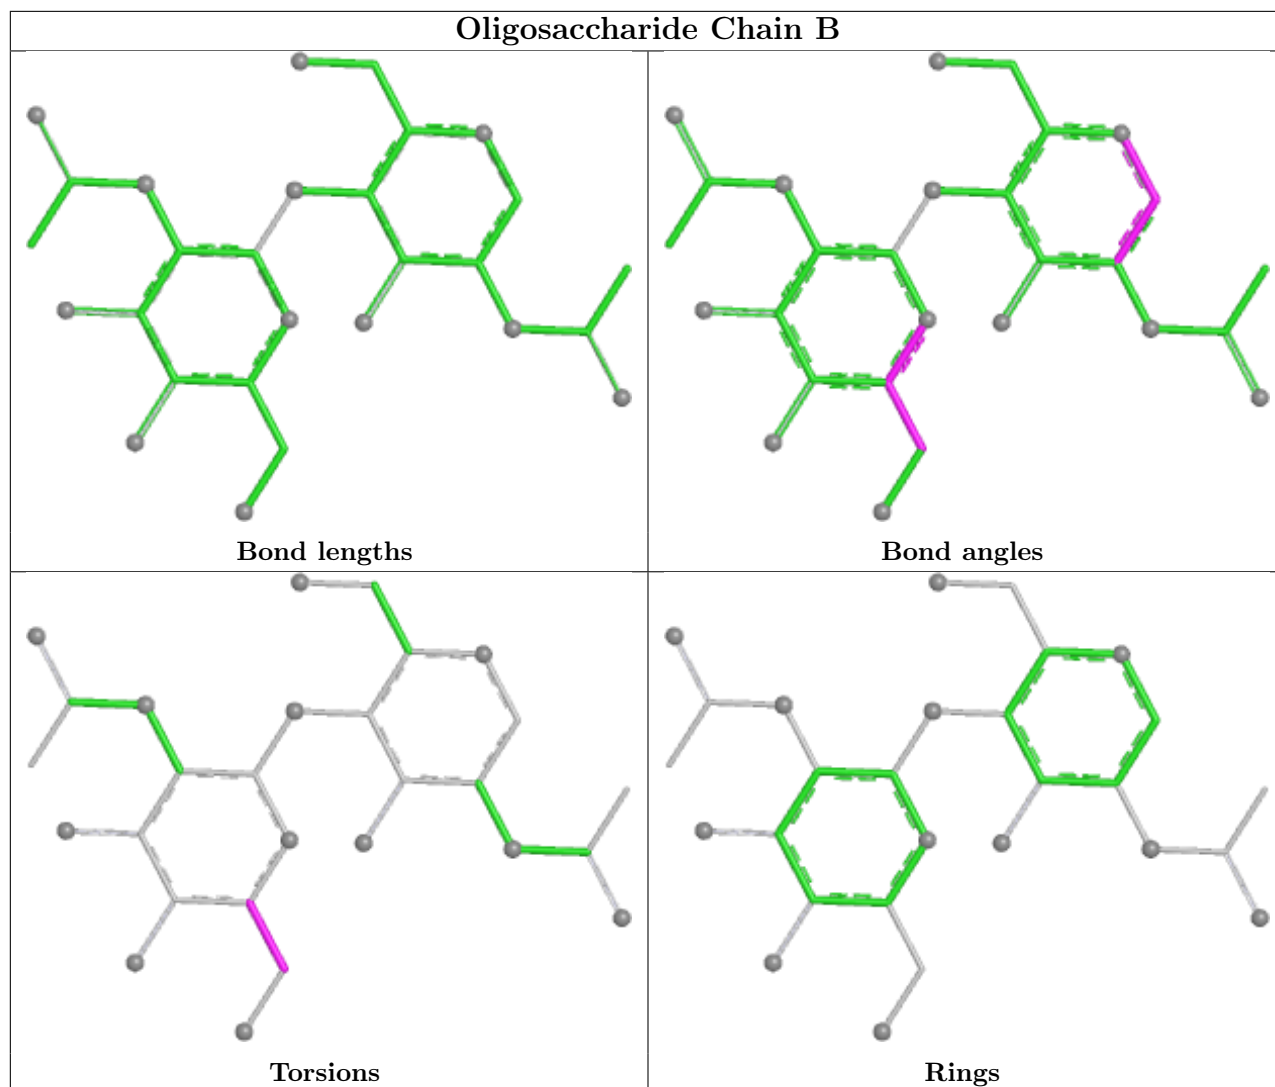 Oligosaccharide Chain B
Bond lengths
Bond angles
Torsions
Rings